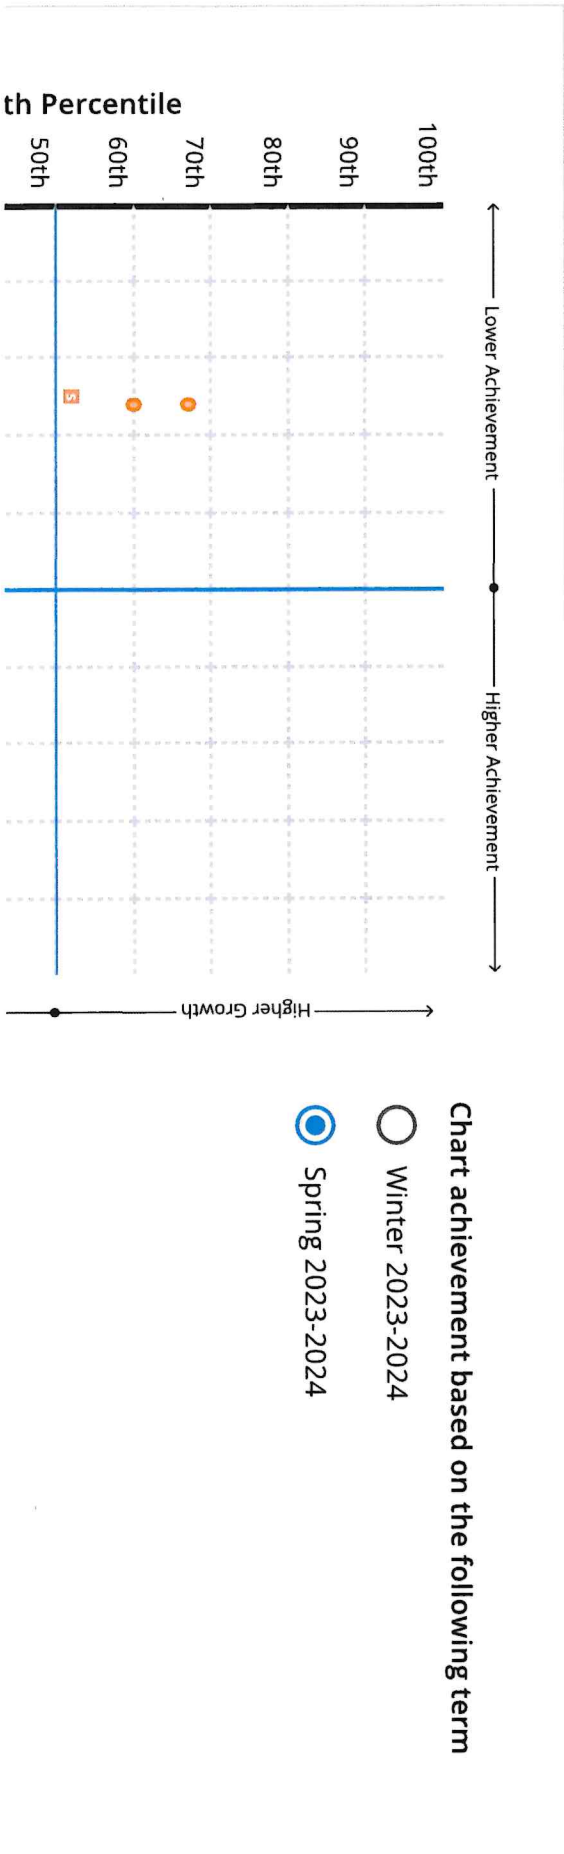 Lower Achievement
Higher Achievement
100th
90th
80th
70th
60th
50th
th Percentile
S
Higher Growth
Chart achievement based on the following term
Winter 2023-2024
Spring 2023-2024